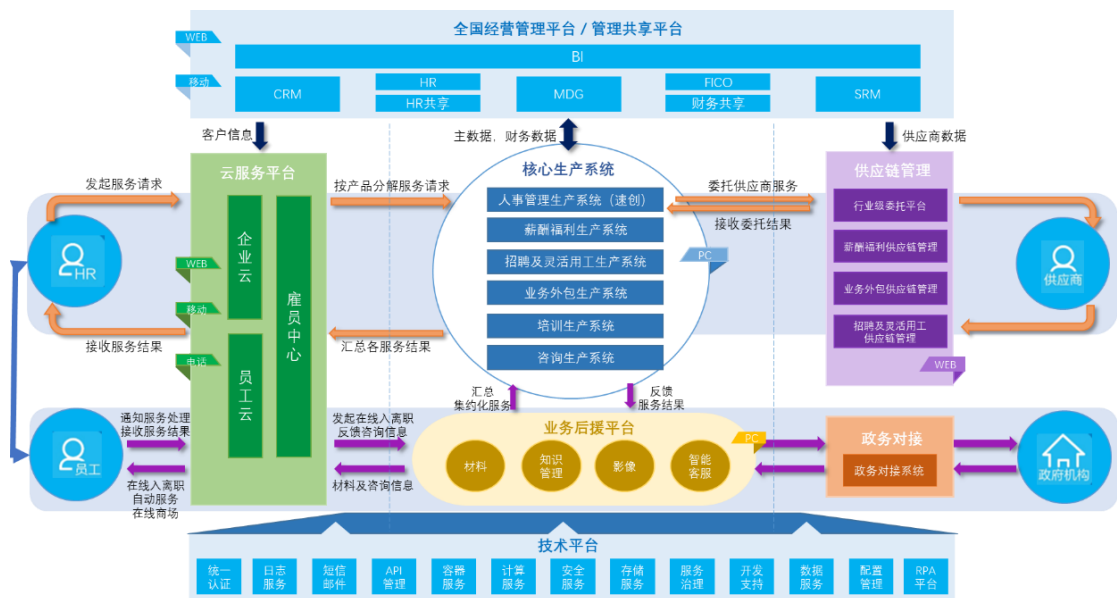 全国经营管理平台 / 管理共享平台
WEB
BI
移动
CRM
HR
HR共享
MDG
FICO
财务共享
SRM
客户信息
主数据、财务数据
供应商数据
云服务平台
核心生产系统
供应链管理
发起服务请求
按产品分解服务请求
人事管理生产系统（速创）
委托供应商服务
接收委托结果
行业级委托平台
薪酬福利生产系统
薪酬福利供应链管理
企业云
雇员中心
HR
WEB
招聘及灵活用工生产系统
PC
业务外包生产系统
业务外包供应链管理
供应商
移动
培训生产系统
招聘及灵活用工
供应链管理
接收服务结果
汇总各服务结果
电话
员工云
咨询生产系统
WEB
汇总
集约化服务
反馈
服务结果
通知服务处理
接收服务结果
发起在线入离职
反馈咨询信息
业务后援平台
PC
政务对接
员工
材料
知识
管理
影像
智能
客服
政务对接系统
政府机构
在线入离职
自动服务
在线商场
材料及咨询信息
技术平台
统一
认证
日志
服务
短信
邮件
API
管理
容器
服务
计算
服务
安全
服务
存储
服务
服务
治理
开发
支持
数据
服务
配置
管理
RPA
平台